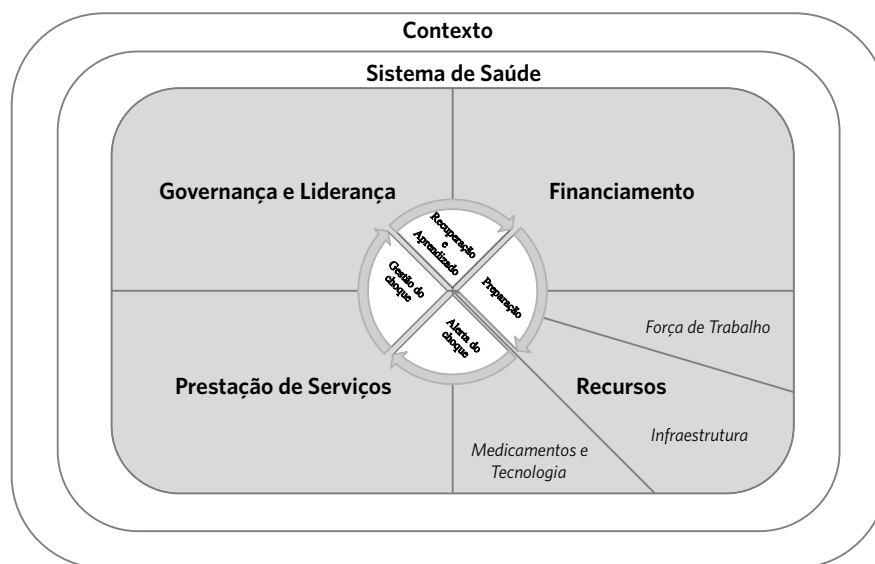 Contexto
Sistema de Saúde
Governança e Liderança
Financiamento
Recuperação
e
Aprendizado
Gestão do
choque
Preparação
Alerta do
choque
Força de Trabalho
Prestação de Serviços
Recursos
Infraestrutura
Medicamentos e
Tecnologia